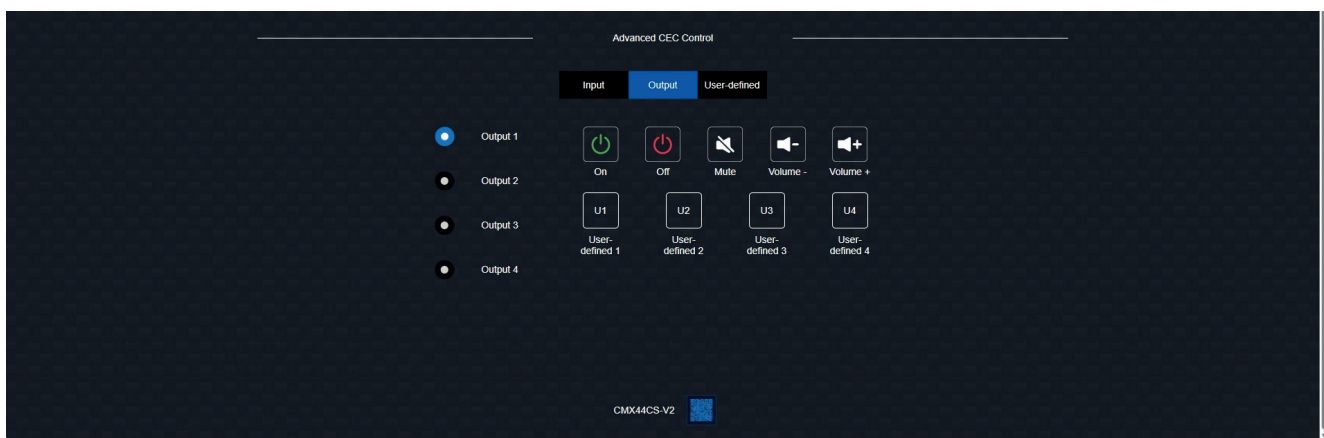 Advanced CEC Control
Input Output User-defined
Output 1
Output 2
Output 3
Output 4
On Off Mute Volume - Volume +
U1 U2 U3 U4
User-defined 1 User-defined 2 User-defined 3 User-defined 4
CMX44CS-V2